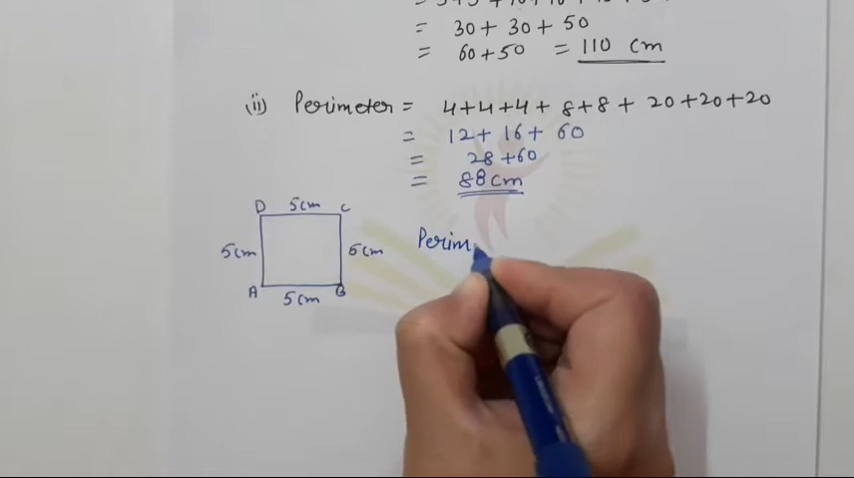 = 30 + 30 + 50
= 60 + 50 = 110 cm
(ii) Perimeter = 4+4+4 + 8+8 + 20+20+20
= 12 + 16 + 60
= 28 + 60
= 88 cm
D 5cm C
5cm 5cm Perim
A 5cm B